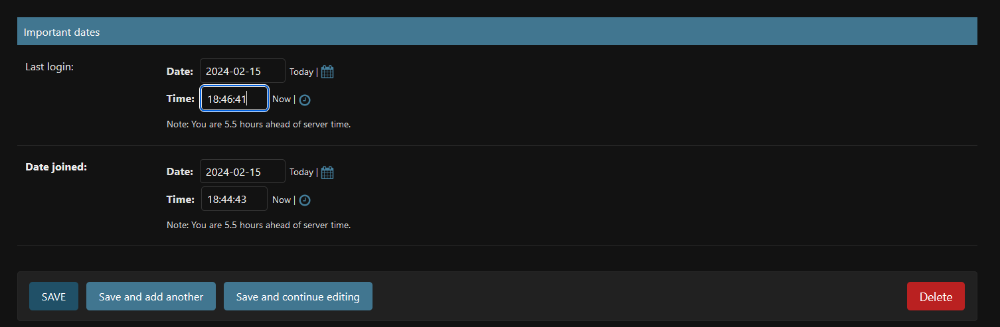 Important dates
Last login:
Date: 2024-02-15 Today |
Time: 18:46:41 Now |
Note: You are 5.5 hours ahead of server time.
Date joined:
Date: 2024-02-15 Today |
Time: 18:44:43 Now |
Note: You are 5.5 hours ahead of server time.
SAVE Save and add another Save and continue editing Delete